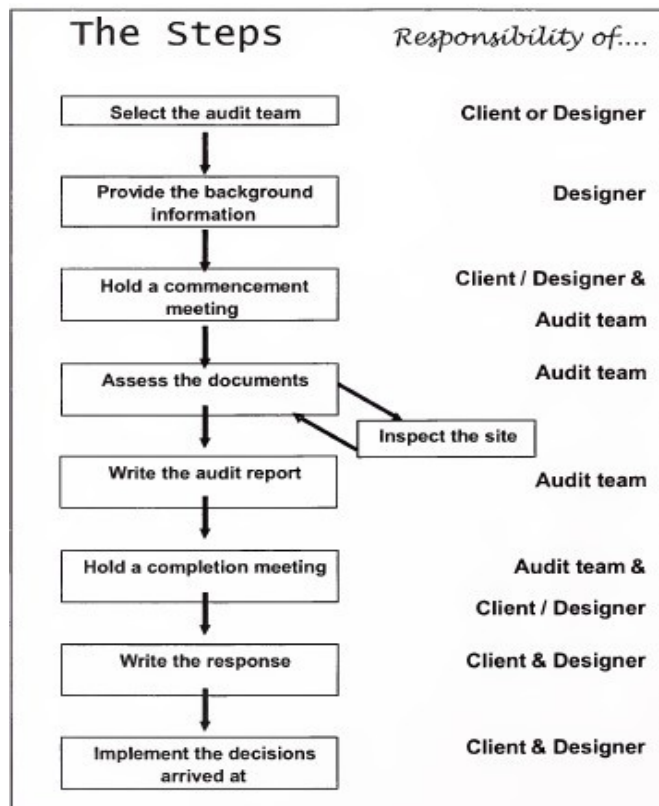 The Steps
Responsibility of....
Select the audit team
Client or Designer
Provide the background
information
Designer
Hold a commencement
meeting
Client / Designer &
Audit team
Assess the documents
Audit team
Inspect the site
Write the audit report
Audit team
Hold a completion meeting
Audit team &
Client / Designer
Write the response
Client & Designer
Implement the decisions
arrived at
Client & Designer